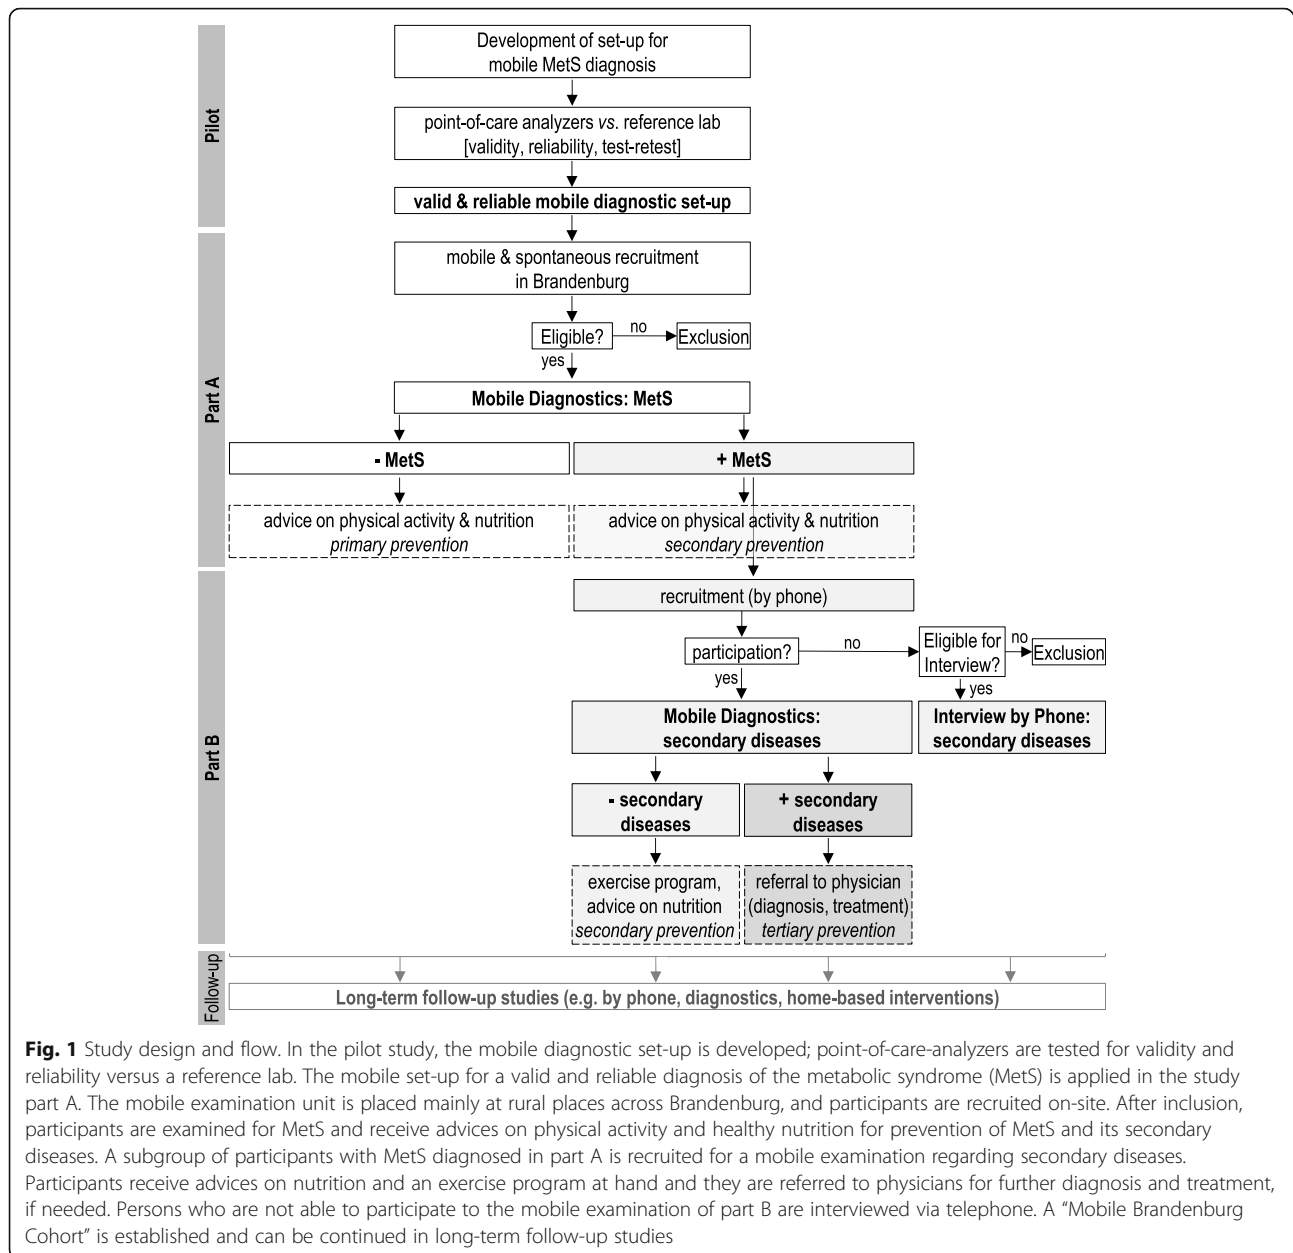 Pilot
Development of set-up for
mobile MetS diagnosis
point-of-care analyzers vs. reference lab
[validity, reliability, test-retest]
valid & reliable mobile diagnostic set-up
Part A
mobile & spontaneous recruitment
in Brandenburg
Eligible?
no
Exclusion
yes
Mobile Diagnostics: MetS
- MetS
+ MetS
advice on physical activity & nutrition
primary prevention
advice on physical activity & nutrition
secondary prevention
Part B
recruitment (by phone)
participation?
no
Eligible for
Interview?
no
Exclusion
yes
yes
Mobile Diagnostics:
secondary diseases
Interview by Phone:
secondary diseases
- secondary
diseases
+ secondary
diseases
exercise program,
advice on nutrition
secondary prevention
referral to physician
(diagnosis, treatment)
tertiary prevention
Follow-up
Long-term follow-up studies (e.g. by phone, diagnostics, home-based interventions)
Fig. 1 Study design and flow. In the pilot study, the mobile diagnostic set-up is developed; point-of-care-analyzers are tested for validity and
reliability versus a reference lab. The mobile set-up for a valid and reliable diagnosis of the metabolic syndrome (MetS) is applied in the study
part A. The mobile examination unit is placed mainly at rural places across Brandenburg, and participants are recruited on-site. After inclusion,
participants are examined for MetS and receive advices on physical activity and healthy nutrition for prevention of MetS and its secondary
diseases. A subgroup of participants with MetS diagnosed in part A is recruited for a mobile examination regarding secondary diseases.
Participants receive advices on nutrition and an exercise program at hand and they are referred to physicians for further diagnosis and treatment,
if needed. Persons who are not able to participate to the mobile examination of part B are interviewed via telephone. A “Mobile Brandenburg
Cohort” is established and can be continued in long-term follow-up studies